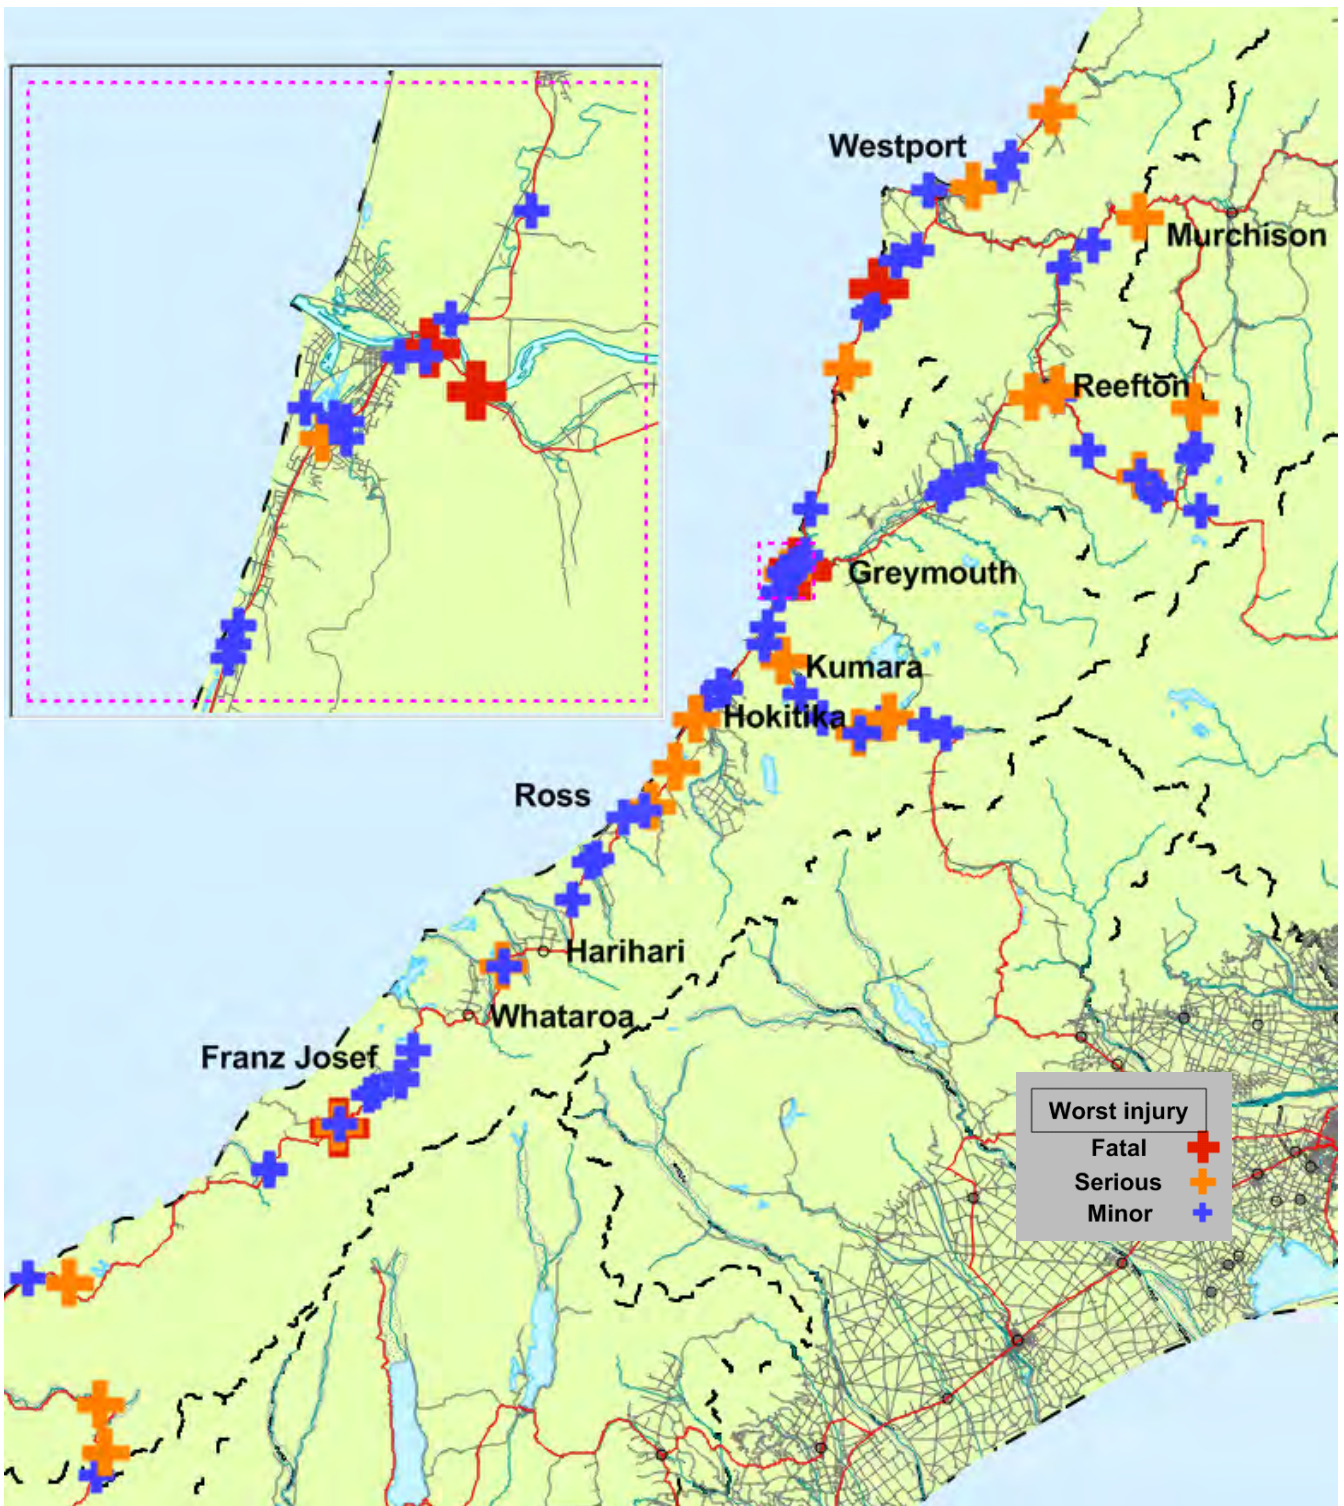 Westport
Murchison
Reefton
Greymouth
Kumara
Hokitika
Ross
Harihari
Whataroa
Franz Josef
Worst injury
Fatal
Serious
Minor